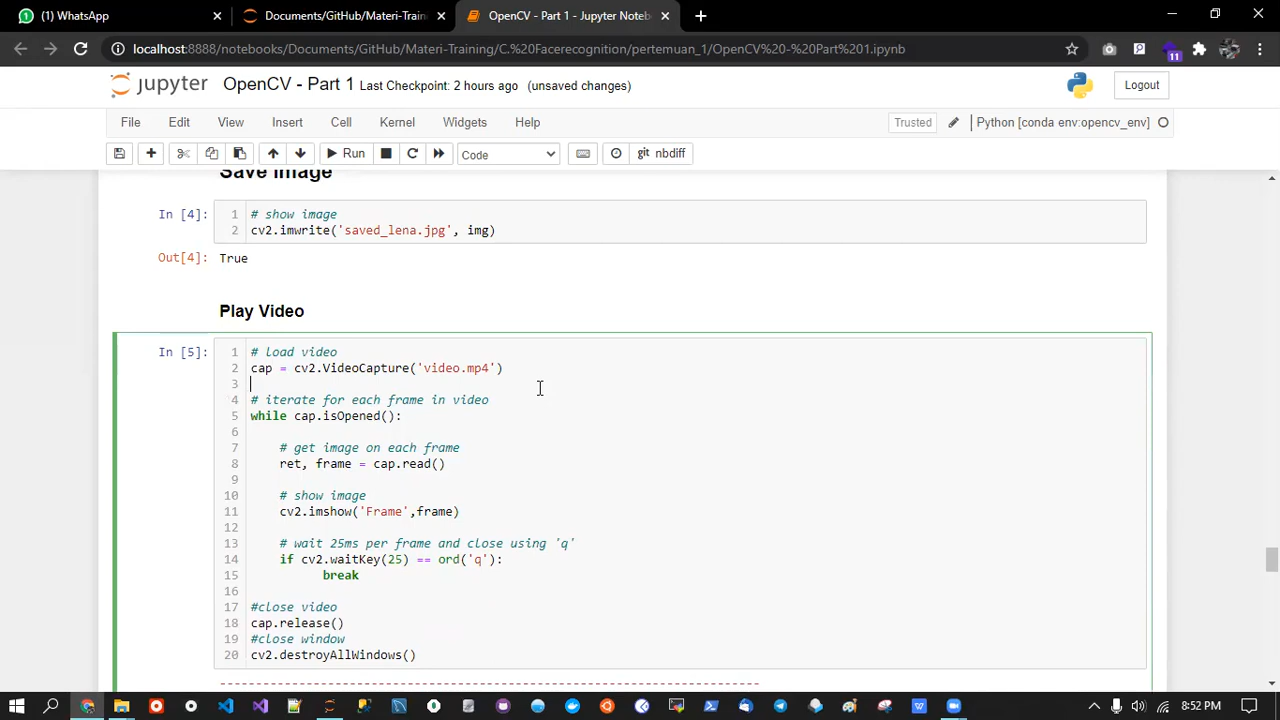 WhatsApp
Documents/GitHub/Materi-Train
OpenCV - Part 1 - Jupyter Noteb
localhost:8888/notebooks/Documents/GitHub/Materi-Training/C.%20Facerecognition/pertemuan_1/OpenCV%20-%20Part%201.ipynb
11
jupyter OpenCV - Part 1 Last Checkpoint: 2 hours ago (unsaved changes)
Logout
File Edit View Insert Cell Kernel Widgets Help
Trusted Python [conda env:opencv_env]
Run Code git nbdiff
Save Image
In [4]:
1 # show image
2 cv2.imwrite('saved_lena.jpg', img)
Out[4]: True
Play Video
In [5]:
1 # load video
2 cap = cv2.VideoCapture('video.mp4')
3
4 # iterate for each frame in video
5 while cap.isOpened():
6
7 # get image on each frame
8 ret, frame = cap.read()
9
10 # show image
11 cv2.imshow('Frame',frame)
12
13 # wait 25ms per frame and close using 'q'
14 if cv2.waitKey(25) == ord('q'):
15 break
16
17 #close video
18 cap.release()
19 #close window
20 cv2.destroyAllWindows()
---------------------------------------------------------------------------
8:52 PM